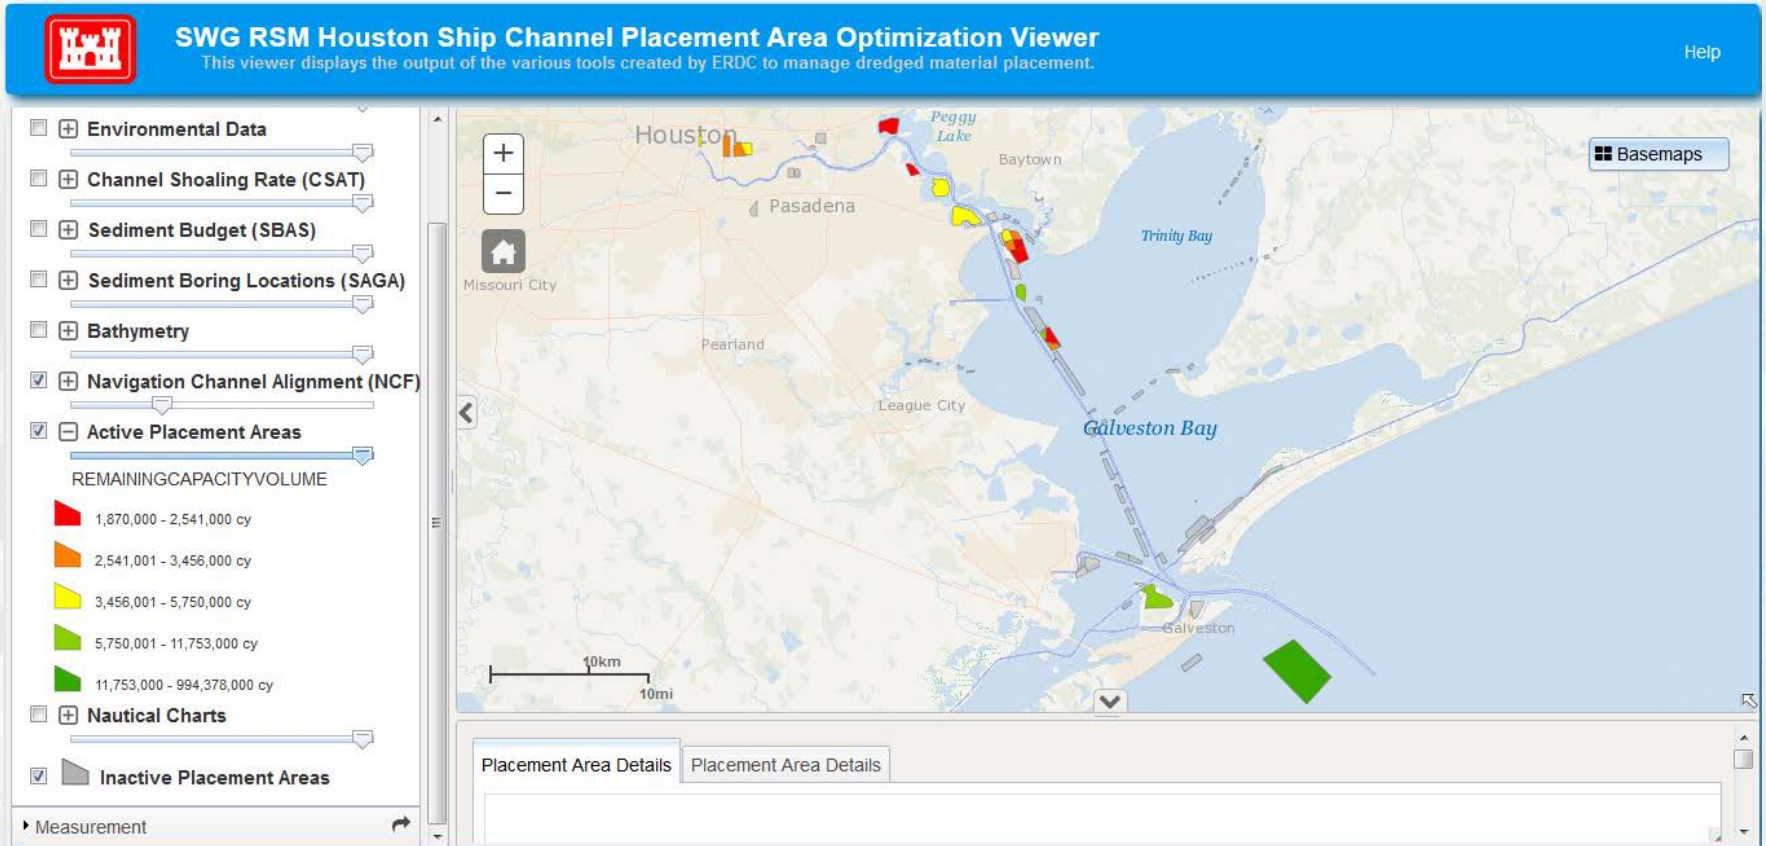 SWG RSM Houston Ship Channel Placement Area Optimization Viewer
This viewer displays the output of the various tools created by ERDC to manage dredged material placement.
Help
Environmental Data
Channel Shoaling Rate (CSAT)
Sediment Budget (SBAS)
Sediment Boring Locations (SAGA)
Bathymetry
Navigation Channel Alignment (NCF)
Active Placement Areas
REMAININGCAPACITYVOLUME
1,870,000 - 2,541,000 cy
2,541,001 - 3,456,000 cy
3,456,001 - 5,750,000 cy
5,750,001 - 11,753,000 cy
11,753,000 - 994,378,000 cy
Nautical Charts
Inactive Placement Areas
Measurement
+
−
Basemaps
Houston
Peggy
Lake
Baytown
Pasadena
Trinity Bay
Missouri City
Pearland
League City
Galveston Bay
Galveston
10km
10mi
Placement Area Details
Placement Area Details